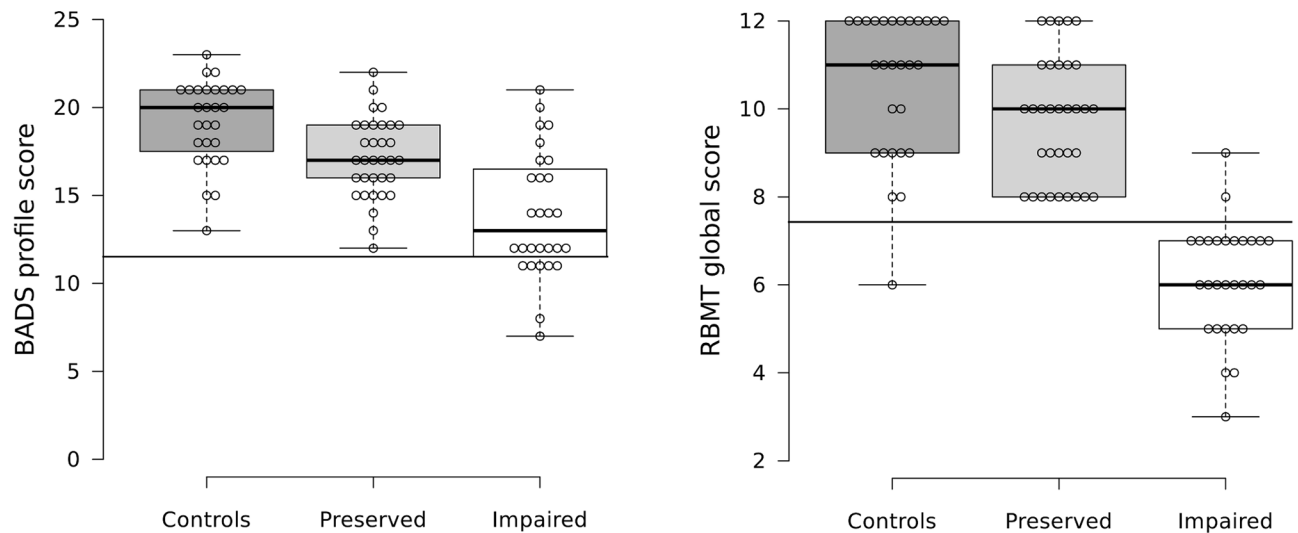 BADS profile score
25
20
15
10
5
0
Controls
Preserved
Impaired
RBMT global score
12
10
8
6
4
2
Controls
Preserved
Impaired